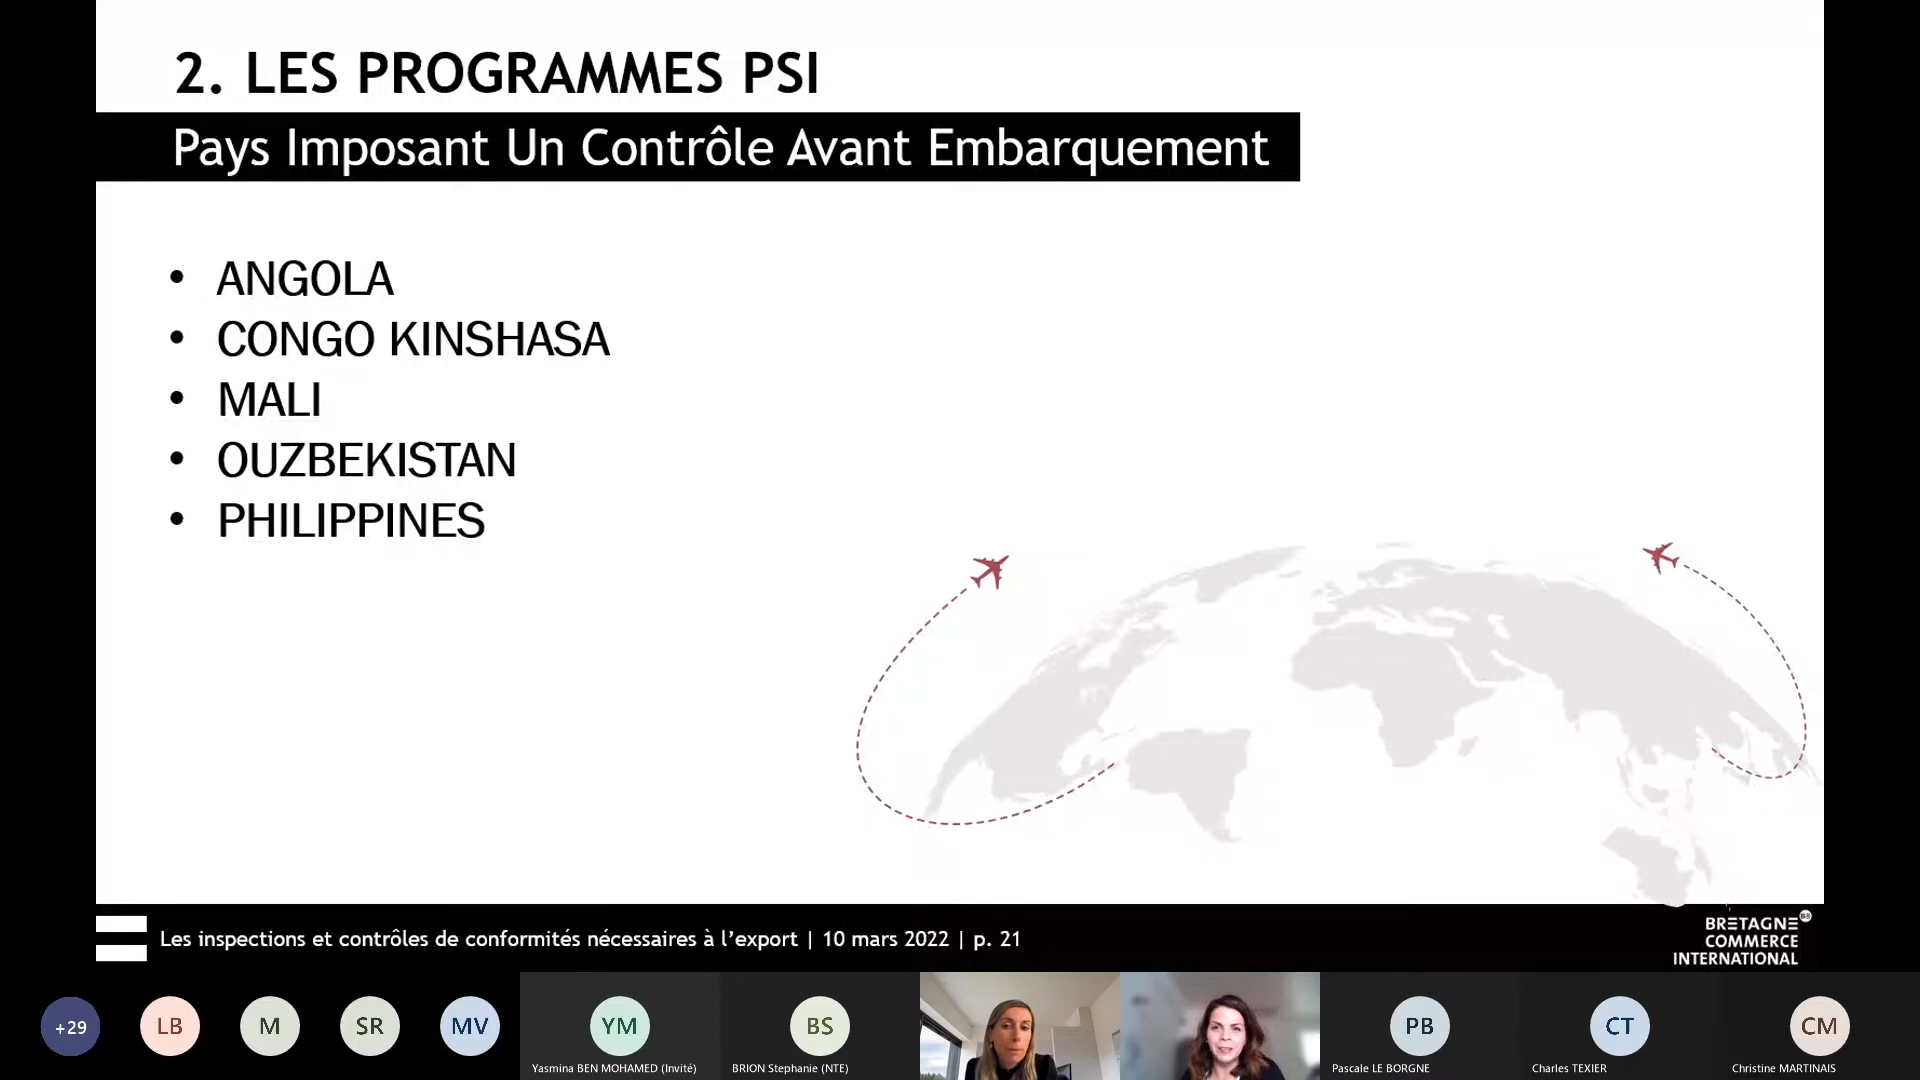 2. LES PROGRAMMES PSI
Pays Imposant Un Contrôle Avant Embarquement
• ANGOLA
• CONGO KINSHASA
• MALI
• OUZBEKISTAN
• PHILIPPINES
Les inspections et contrôles de conformités nécessaires à l'export | 10 mars 2022 | p. 21
BRETAGNE
COMMERCE
INTERNATIONAL
+29
LB
M
SR
MV
YM
BS
PB
CT
CM
Yasmina BEN MOHAMED (Invité)
BRION Stephanie (NTE)
Pascale LE BORGNE
Charles TEXIER
Christine MARTINAIS